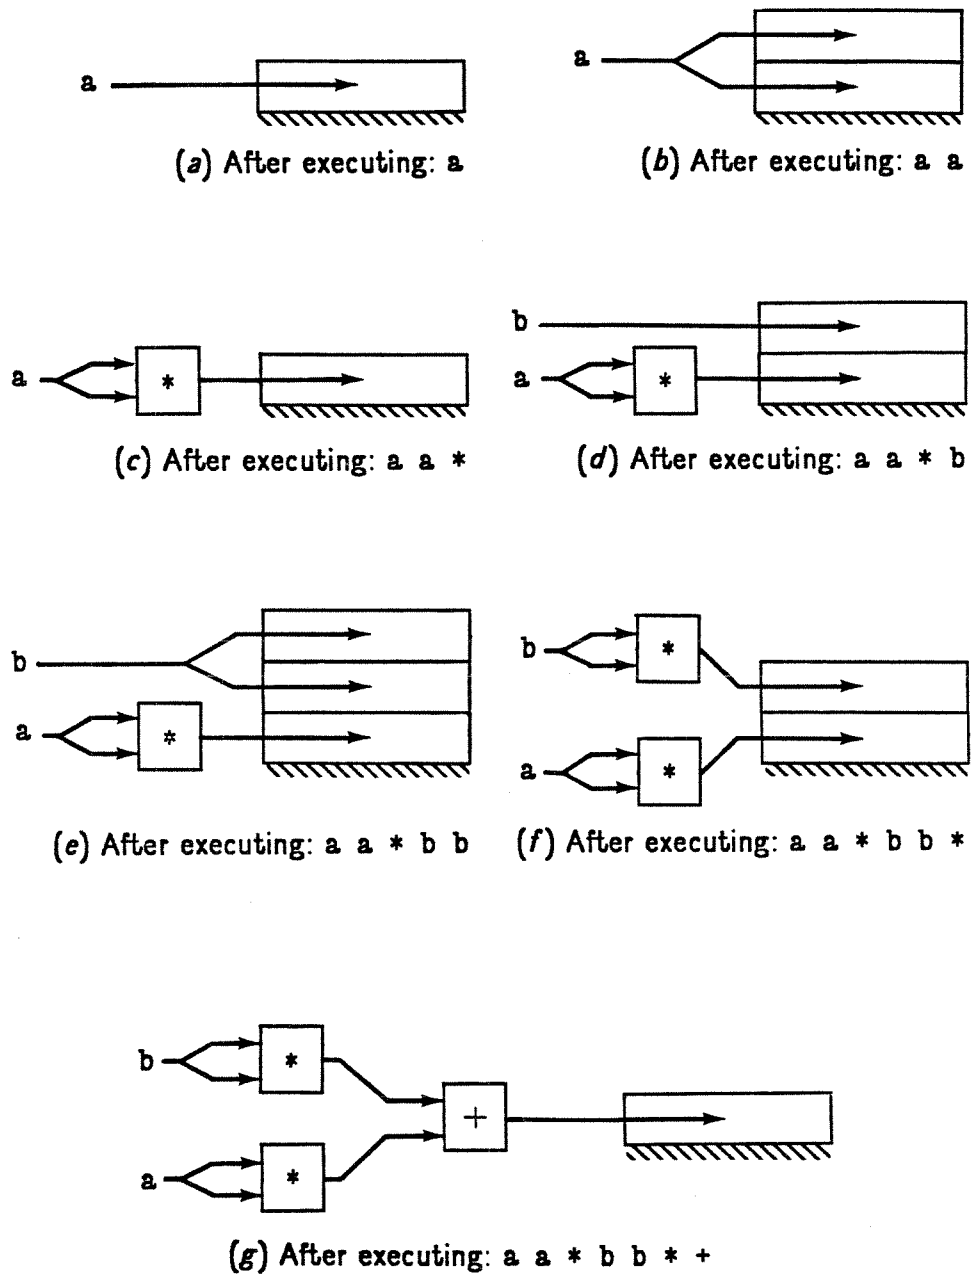 a
(a) After executing: a
a
(b) After executing: a a
a *
(c) After executing: a a *
b
a *
(d) After executing: a a * b
b
a *
(e) After executing: a a * b b
b *
a *
(f) After executing: a a * b b *
b *
+
a *
(g) After executing: a a * b b * +